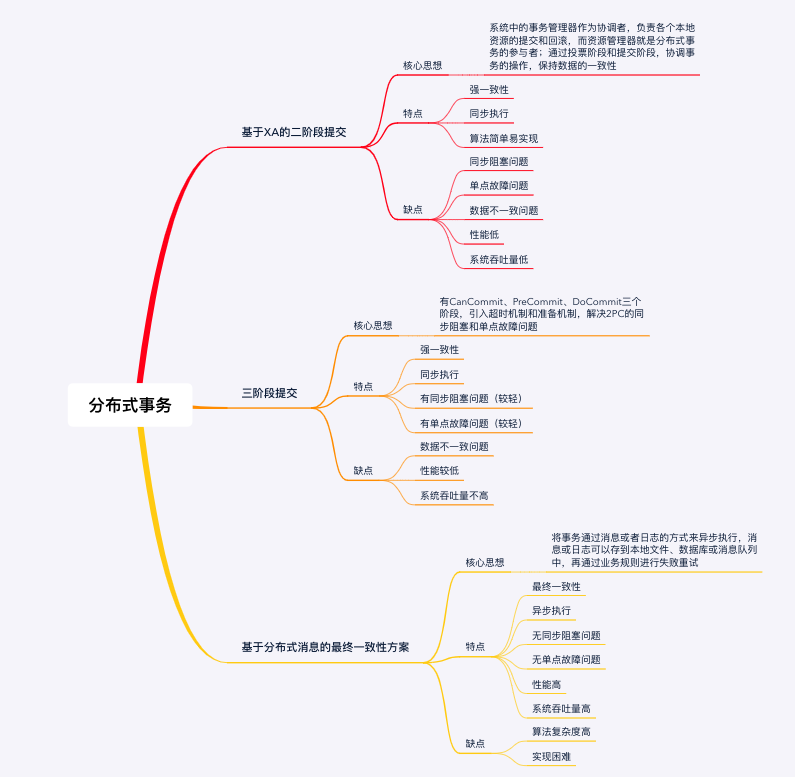 分布式事务
基于XA的二阶段提交
核心思想
系统中的事务管理器作为协调者，负责各个本地
资源的提交和回滚，而资源管理器就是分布式事
务的参与者；通过投票阶段和提交阶段，协调事
务的操作，保持数据的一致性
特点
强一致性
同步执行
算法简单易实现
缺点
同步阻塞问题
单点故障问题
数据不一致问题
性能低
系统吞吐量低
三阶段提交
核心思想
有CanCommit、PreCommit、DoCommit三个
阶段，引入超时机制和准备机制，解决2PC的同
步阻塞和单点故障问题
特点
强一致性
同步执行
有同步阻塞问题（较轻）
有单点故障问题（较轻）
缺点
数据不一致问题
性能较低
系统吞吐量不高
基于分布式消息的最终一致性方案
核心思想
将事务通过消息或者日志的方式来异步执行，消
息或日志可以存到本地文件、数据库或消息队列
中，再通过业务规则进行失败重试
特点
最终一致性
异步执行
无同步阻塞问题
无单点故障问题
性能高
系统吞吐量高
缺点
算法复杂度高
实现困难